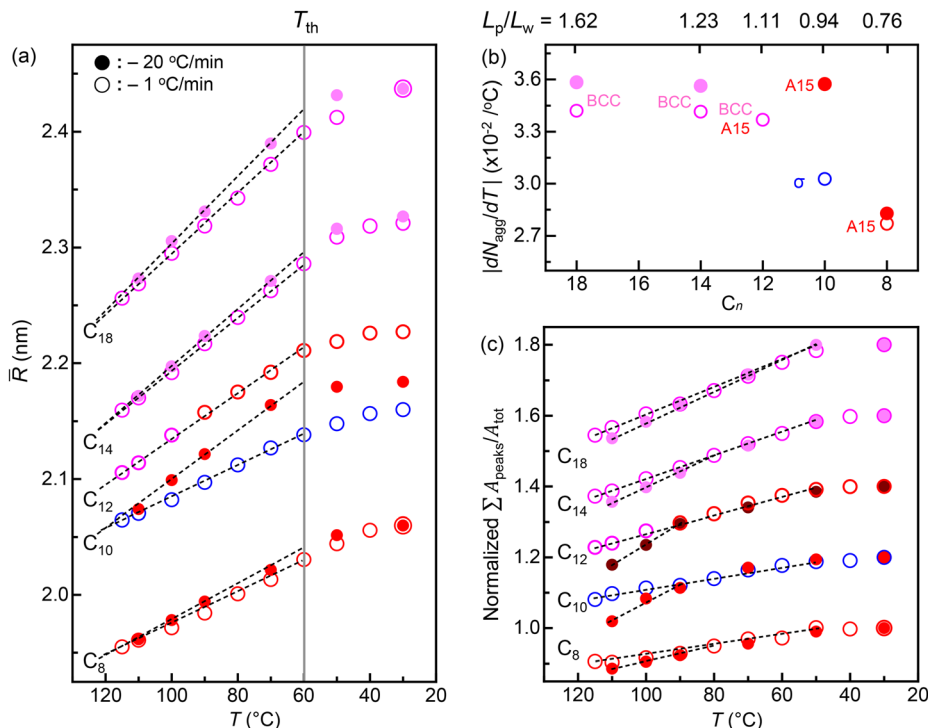 T_th
(a)
: – 20 °C/min
: – 1 °C/min
2.4
2.3
2.2
2.1
2.0
R̅ (nm)
C₁₈
C₁₄
C₁₂
C₁₀
C₈
120 100 80 60 40 20
T (°C)
L_p/L_w = 1.62 1.23 1.11 0.94 0.76
(b)
3.6
3.3
3.0
2.7
|dN_agg/dT| (x10⁻² /°C)
BCC
BCC
BCC
A15
A15
σ
A15
18 16 14 12 10 8
Cn
(c)
1.8
1.6
1.4
1.2
1.0
Normalized ∑ A_peaks/A_tot
C₁₈
C₁₄
C₁₂
C₁₀
C₈
120 100 80 60 40 20
T (°C)